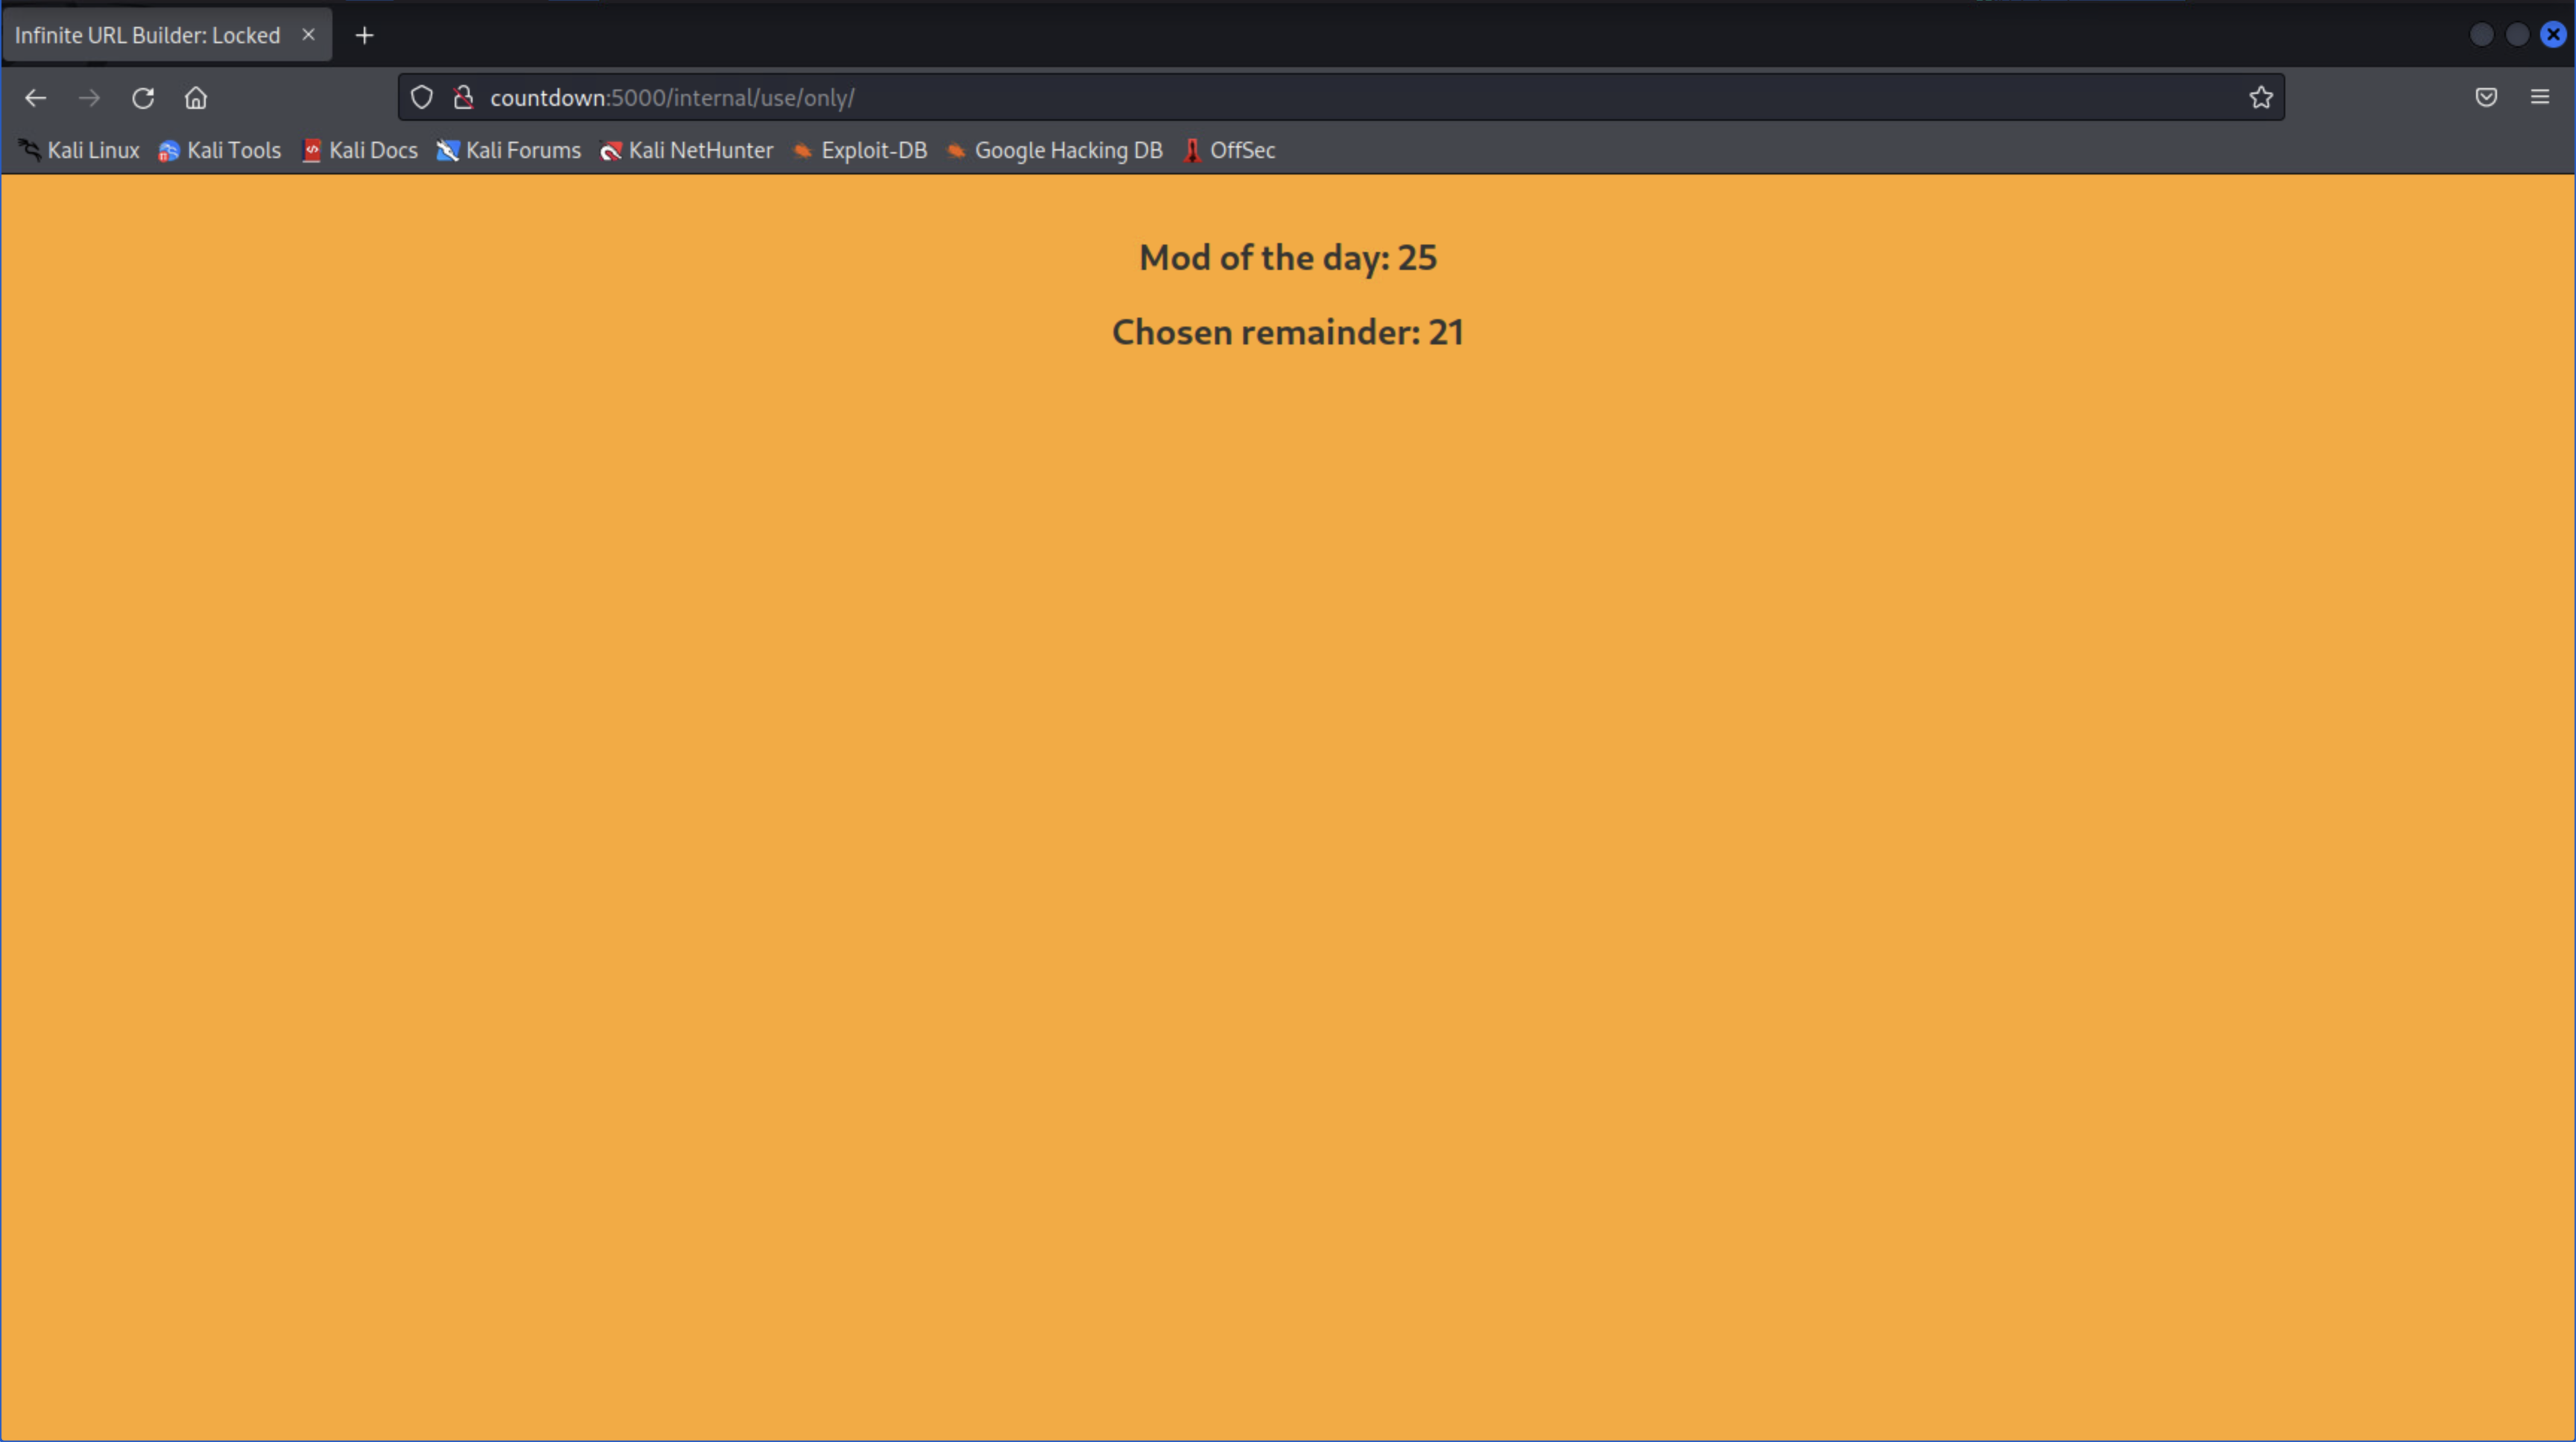 Infinite URL Builder: Locked
countdown:5000/internal/use/only/
Kali Linux Kali Tools Kali Docs Kali Forums Kali NetHunter Exploit-DB Google Hacking DB OffSec
Mod of the day: 25
Chosen remainder: 21